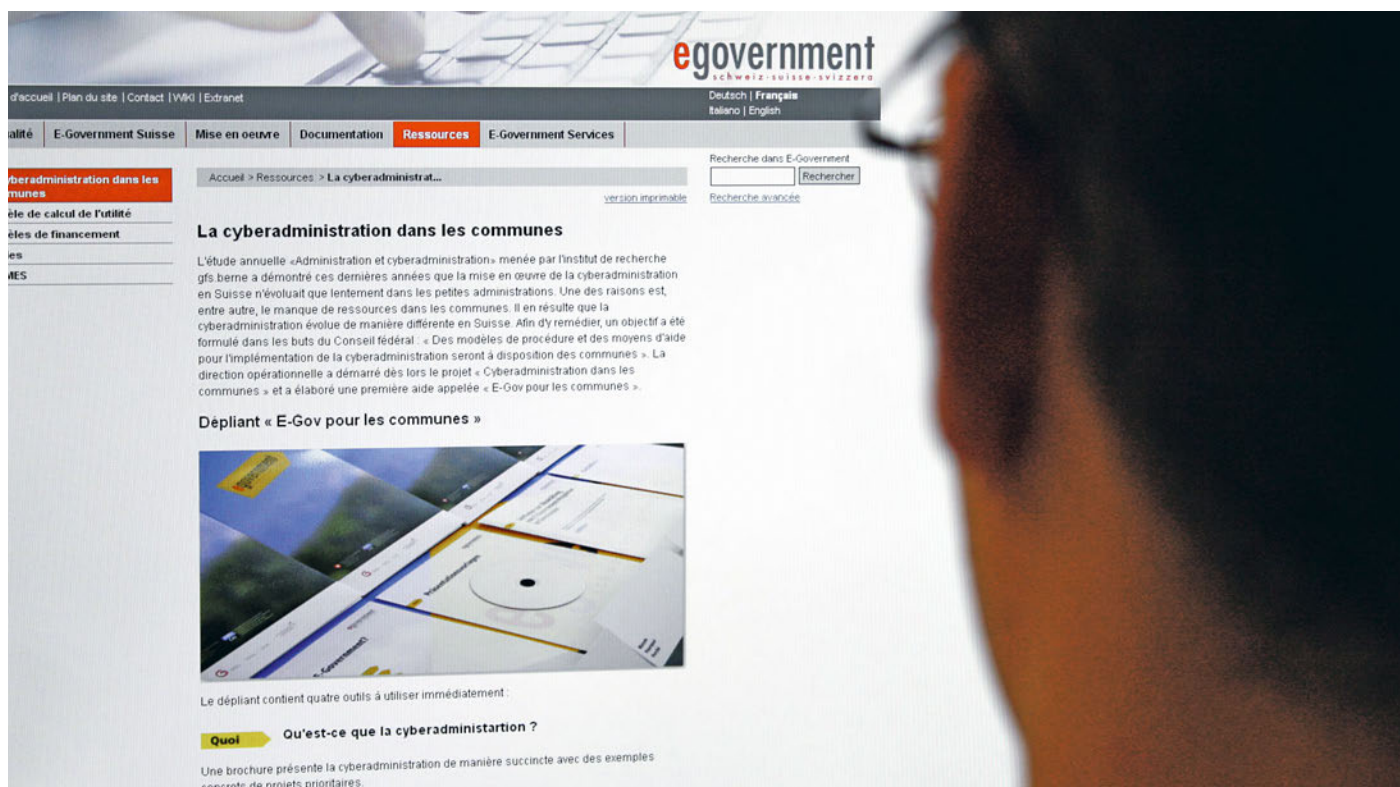 egovernment
schweiz-suisse-svizzera
d'accueil | Plan du site | Contact | WIKI | Extranet
Deutsch | Français
Italiano | English
alité E-Government Suisse Mise en oeuvre Documentation Ressources E-Government Services
Recherche dans E-Government
Rechercher
Recherche avancée
yberadministration dans les
munes
èle de calcul de l'utilité
èles de financement
es
MES
Accueil > Ressources > La cyberadministrat...
version imprimable
La cyberadministration dans les communes
L'étude annuelle «Administration et cyberadministration» menée par l'institut de recherche
gfs.berne a démontré ces dernières années que la mise en œuvre de la cyberadministration
en Suisse n'évoluait que lentement dans les petites administrations. Une des raisons est,
entre autre, le manque de ressources dans les communes. Il en résulte que la
cyberadministration évolue de manière différente en Suisse. Afin d'y remédier, un objectif a été
formulé dans les buts du Conseil fédéral : « Des modèles de procédure et des moyens d'aide
pour l'implémentation de la cyberadministration seront à disposition des communes ». La
direction opérationnelle a démarré dès lors le projet « Cyberadministration dans les
communes » et a élaboré une première aide appelée « E-Gov pour les communes ».
Dépliant « E-Gov pour les communes »
egovernment
Präsentationsvorlagen
E-Government?
Le dépliant contient quatre outils à utiliser immédiatement :
Quoi Qu'est-ce que la cyberadministartion ?
Une brochure présente la cyberadministration de manière succincte avec des exemples
concrets de projets prioritaires.